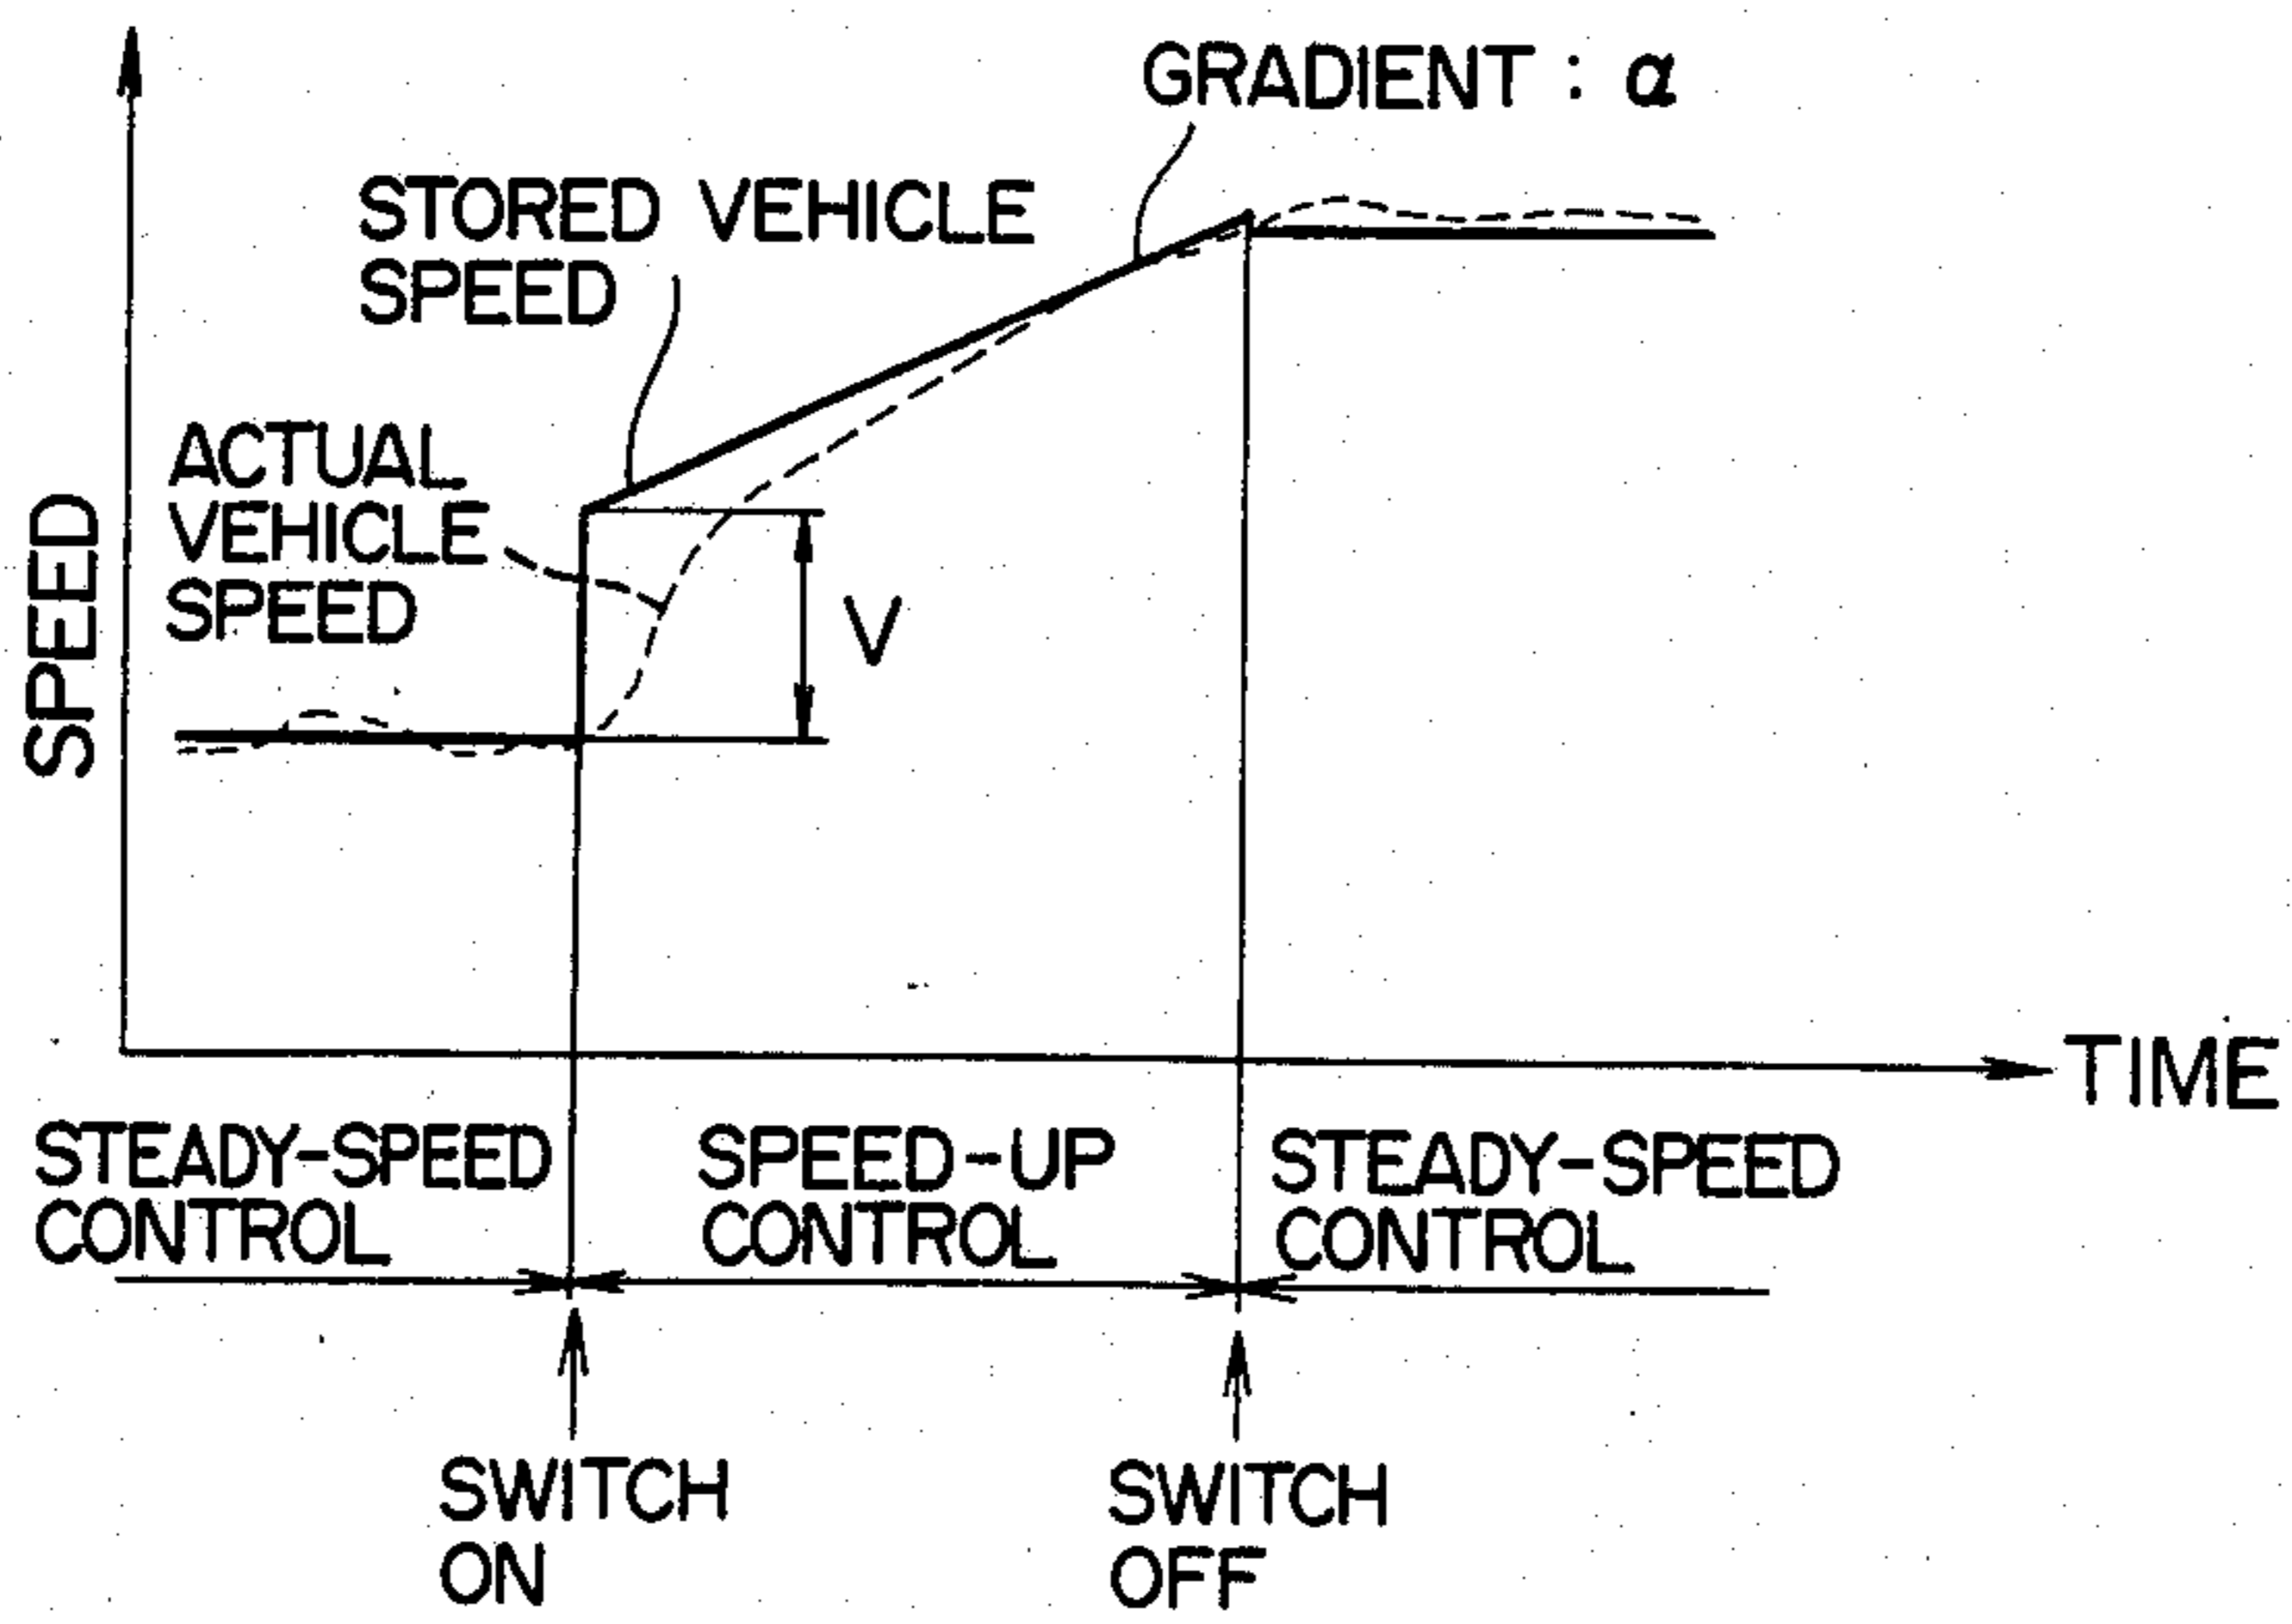 GRADIENT : α
STORED VEHICLE
SPEED
ACTUAL
VEHICLE
SPEED
SPEED
V
TIME
STEADY-SPEED
CONTROL
SPEED-UP
CONTROL
STEADY-SPEED
CONTROL
SWITCH
ON
SWITCH
OFF